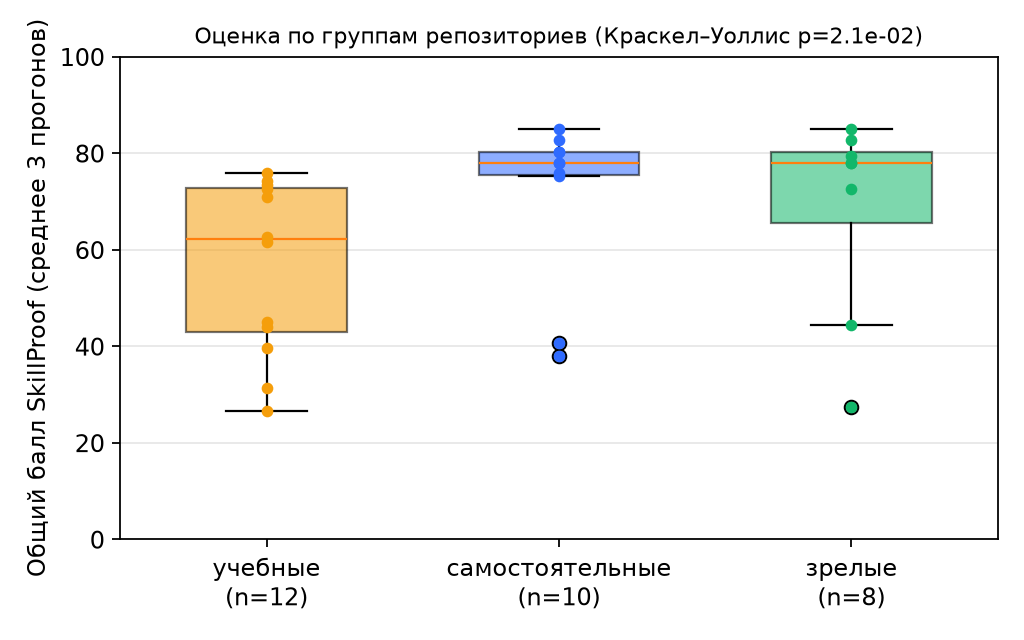 Оценка по группам репозиториев (Краскел–Уоллис p=2.1e-02)
Общий балл SkillProof (среднее 3 прогонов)
100
80
60
40
20
0
учебные
(n=12)
самостоятельные
(n=10)
зрелые
(n=8)